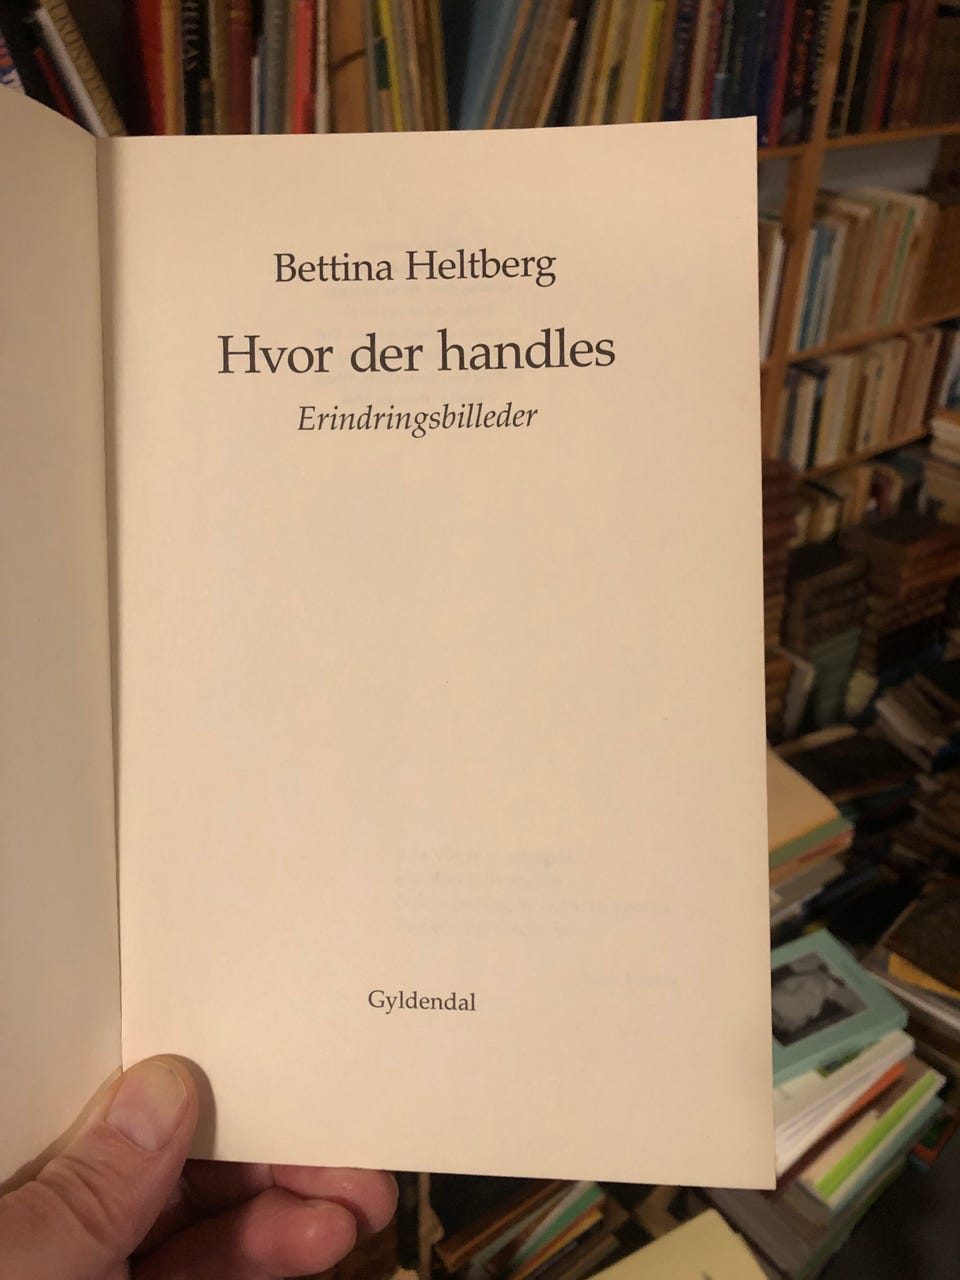 Bettina Heltberg
Hvor der handles
Erindringsbilleder
Gyldendal